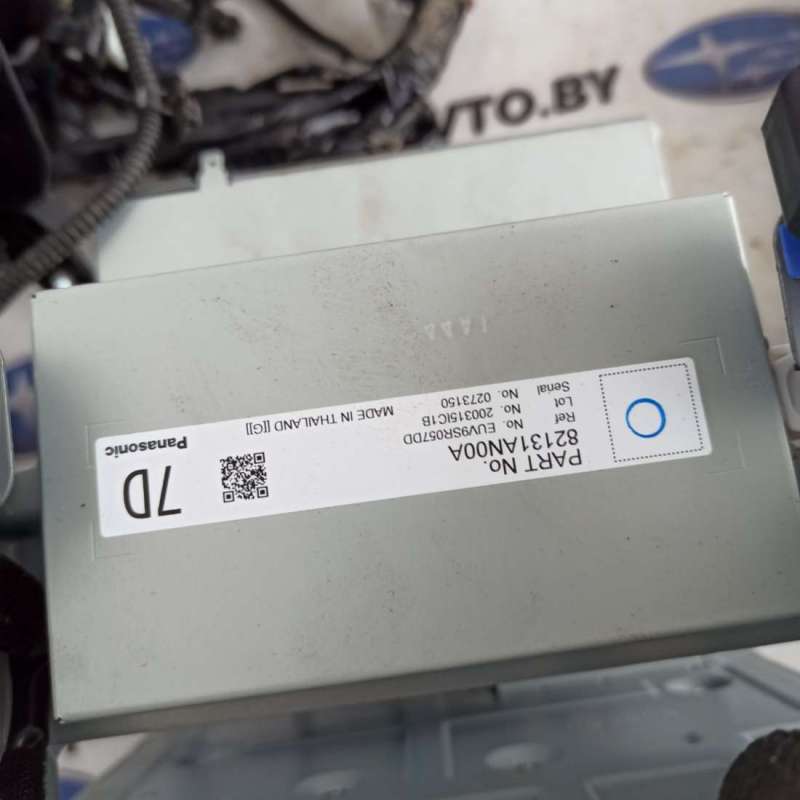 VTO.BY
44A1
PART No.
82131AN00A
Ref No. EUV9SR057DD
Lot No. 200315IC1B
Serial No. 0273150
MADE IN THAILAND [[G]]
Panasonic
7D